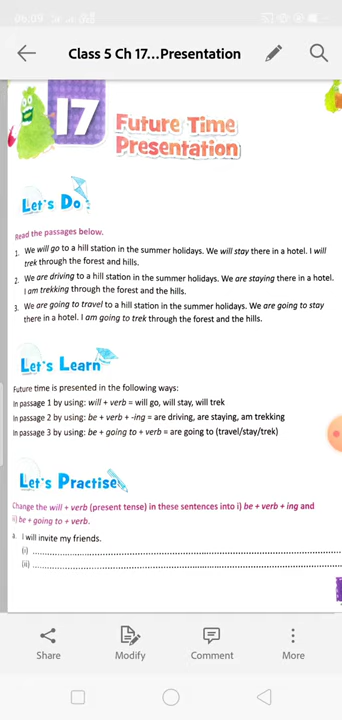 06:09
Class 5 Ch 17...Presentation
17
Future Time
Presentation
Let's Do
Read the passages below.
1. We will go to a hill station in the summer holidays. We will stay there in a hotel. I will
trek through the forest and hills.
2. We are driving to a hill station in the summer holidays. We are staying there in a hotel.
I am trekking through the forest and the hills.
3. We are going to travel to a hill station in the summer holidays. We are going to stay
there in a hotel. I am going to trek through the forest and the hills.
Let's Learn
Future time is presented in the following ways:
In passage 1 by using: will + verb = will go, will stay, will trek
In passage 2 by using: be + verb + -ing = are driving, are staying, am trekking
In passage 3 by using: be + going to + verb = are going to (travel/stay/trek)
Let's Practise
Change the will + verb (present tense) in these sentences into i) be + verb + ing and
ii) be + going to + verb.
a. I will invite my friends.
(i)
(ii)
Share
Modify
Comment
More